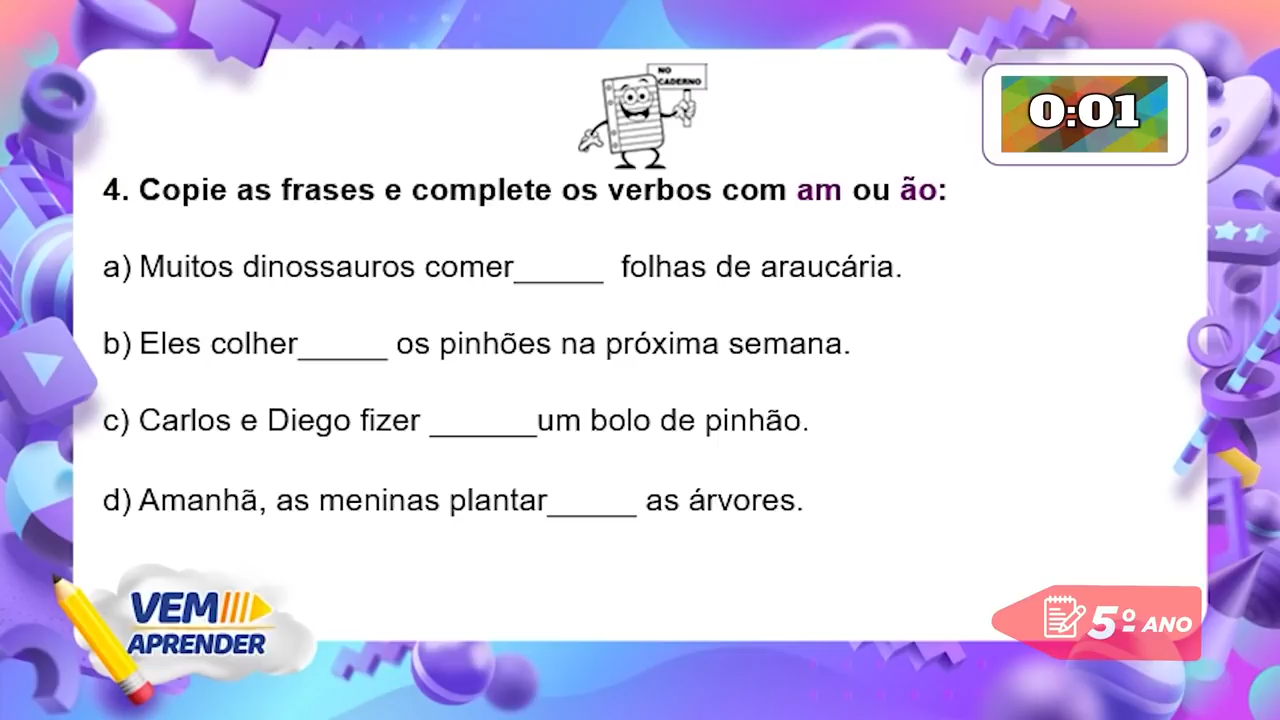 NO
CADERNO
0:01
4. Copie as frases e complete os verbos com am ou ão:
a) Muitos dinossauros comer_____ folhas de araucária.
b) Eles colher_____ os pinhões na próxima semana.
c) Carlos e Diego fizer ______um bolo de pinhão.
d) Amanhã, as meninas plantar_____ as árvores.
VEM
APRENDER
5º ANO